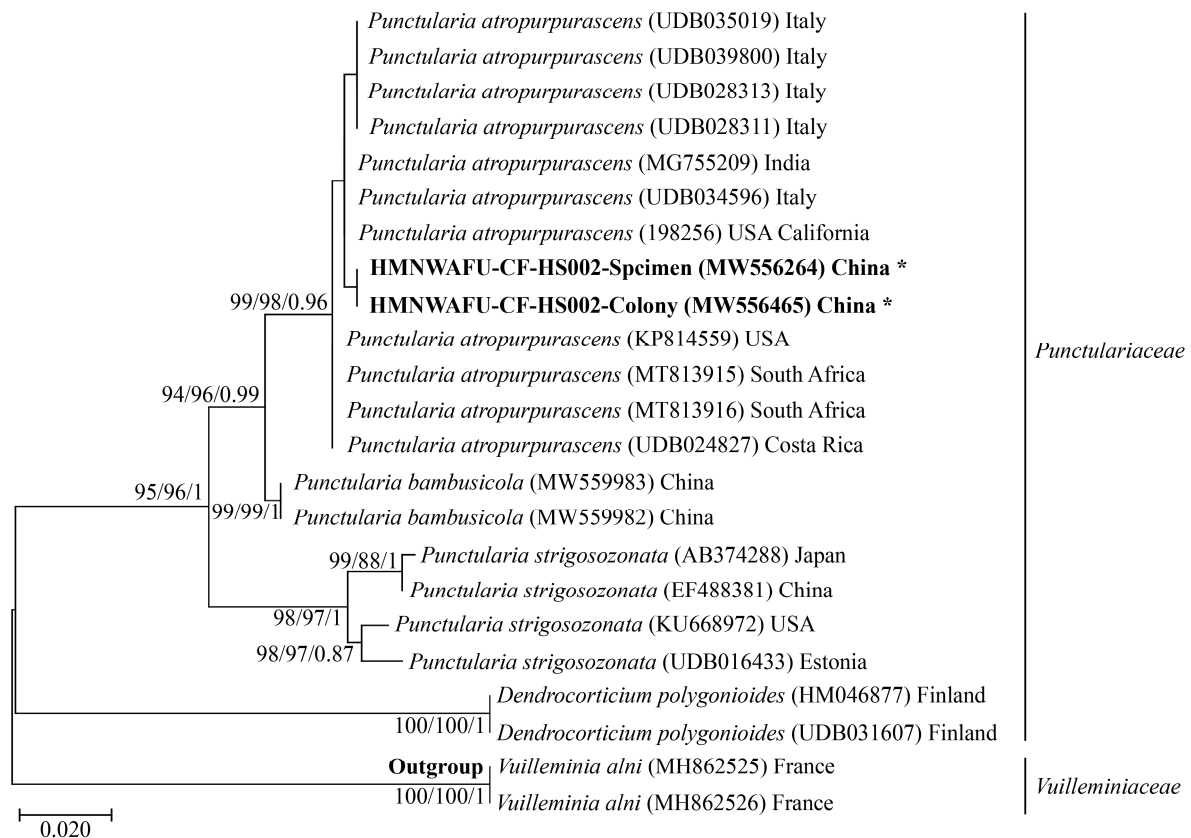 Punctularia atropurpurascens (UDB035019) Italy
Punctularia atropurpurascens (UDB039800) Italy
Punctularia atropurpurascens (UDB028313) Italy
Punctularia atropurpurascens (UDB028311) Italy
Punctularia atropurpurascens (MG755209) India
Punctularia atropurpurascens (UDB034596) Italy
Punctularia atropurpurascens (198256) USA California
HMNWAFU-CF-HS002-Spcimen (MW556264) China *
99/98/0.96
HMNWAFU-CF-HS002-Colony (MW556465) China *
Punctularia atropurpurascens (KP814559) USA
Punctulariaceae
Punctularia atropurpurascens (MT813915) South Africa
94/96/0.99
Punctularia atropurpurascens (MT813916) South Africa
Punctularia atropurpurascens (UDB024827) Costa Rica
Punctularia bambusicola (MW559983) China
95/96/1
99/99/1
Punctularia bambusicola (MW559982) China
99/88/1
Punctularia strigosozonata (AB374288) Japan
Punctularia strigosozonata (EF488381) China
98/97/1
Punctularia strigosozonata (KU668972) USA
98/97/0.87
Punctularia strigosozonata (UDB016433) Estonia
Dendrocorticium polygonioides (HM046877) Finland
100/100/1
Dendrocorticium polygonioides (UDB031607) Finland
Outgroup
Vuilleminia alni (MH862525) France
Vuilleminiaceae
100/100/1
Vuilleminia alni (MH862526) France
0.020